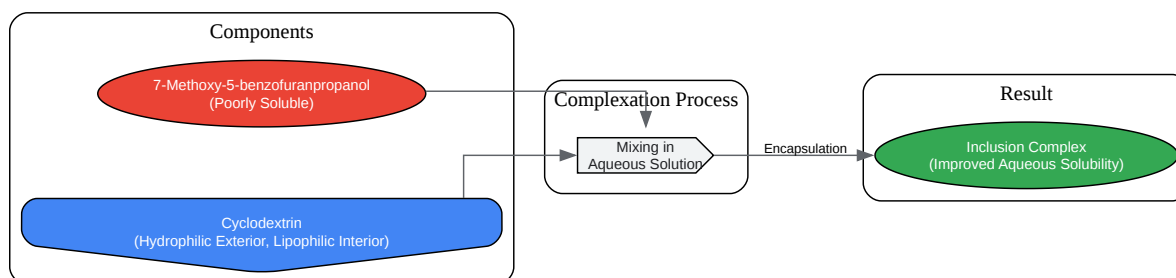 Components
7-Methoxy-5-benzofuranpropanol
(Poorly Soluble)
Cyclodextrin
(Hydrophilic Exterior, Lipophilic Interior)
Complexation Process
Mixing in
Aqueous Solution
Encapsulation
Result
Inclusion Complex
(Improved Aqueous Solubility)